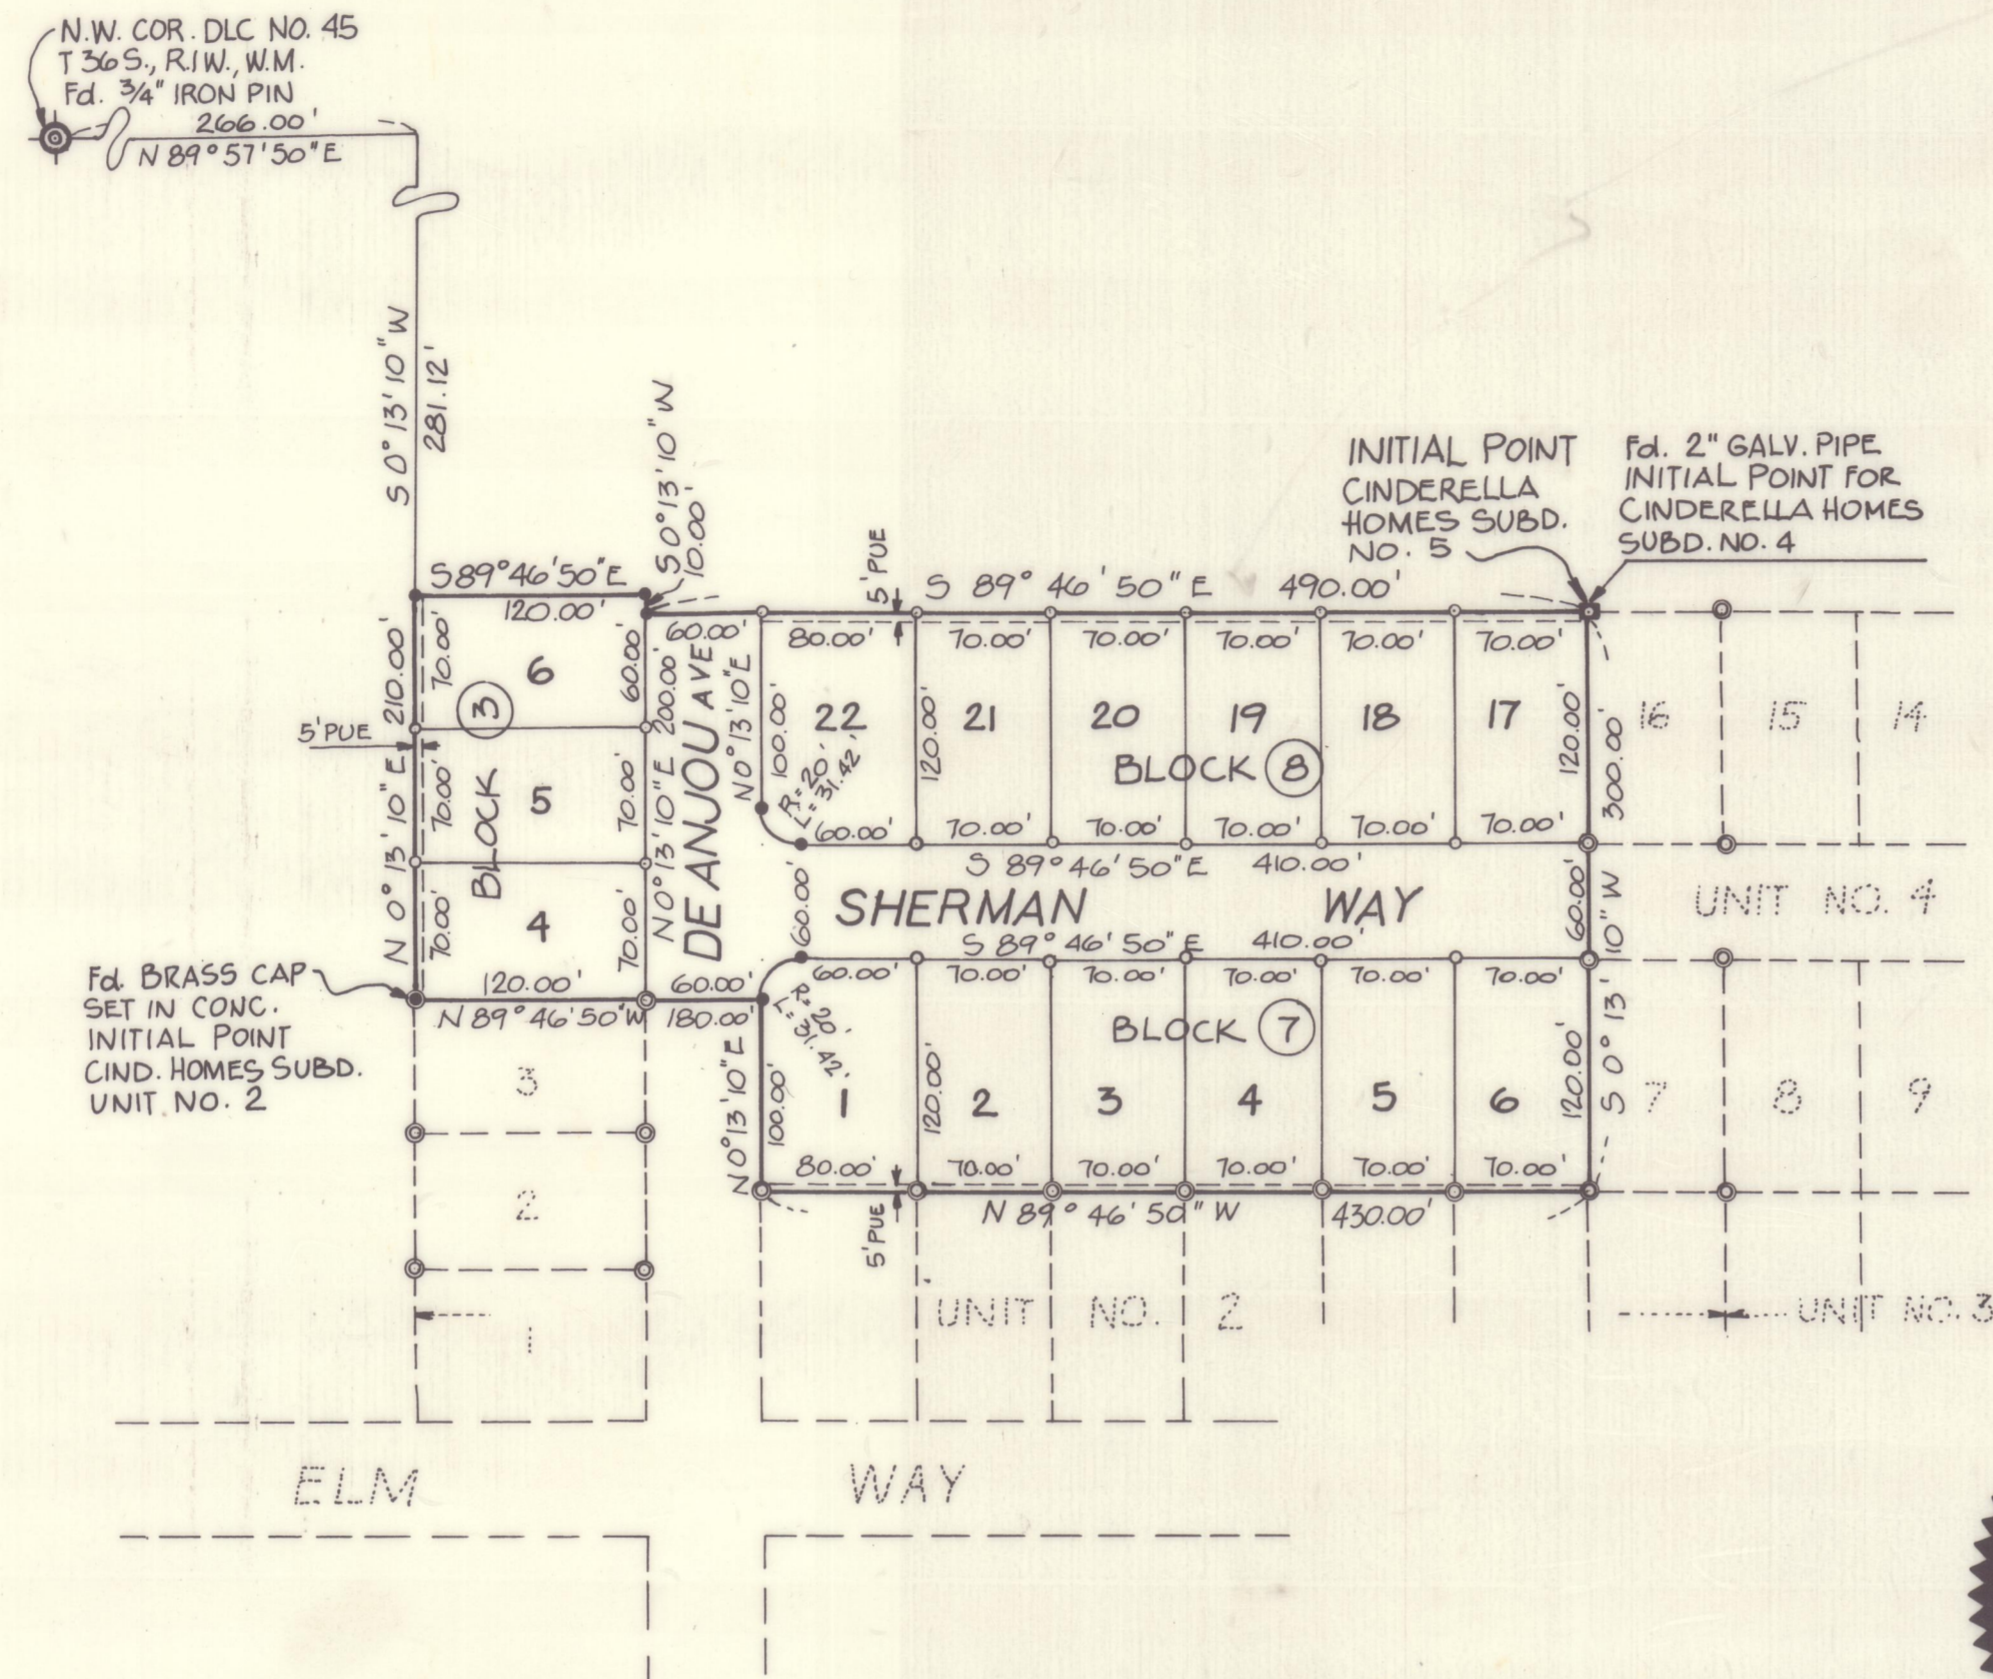 N.W. COR. DLC NO. 45
T 36 S., R.1W., W.M.
Fd. 3/4" IRON PIN
266.00'
N 89° 57' 50" E
S 0° 13' 10" W
281.12'
S 0° 13' 10" W
10.00'
INITIAL POINT
CINDERELLA
HOMES SUBD.
NO. 5
Fd. 2" GALV. PIPE
INITIAL POINT FOR
CINDERELLA HOMES
SUBD. NO. 4
S 89° 46' 50" E
120.00'
5' PUE
S 89° 46' 50" E 490.00'
60.00'
80.00'
70.00'
70.00'
70.00'
70.00'
70.00'
210.00'
70.00'
6
60.00'
3
5' PUE
N 0° 13' 10" E
70.00'
BLOCK
5
70.00'
70.00'
4
70.00'
200.00'
N 0° 13' 10" E
DE ANJOU AVE
N 0° 13' 10" E
100.00'
22
R=20'
L=31.42'
120.00'
21
20
19
18
17
120.00'
300.00'
16
15
14
BLOCK 8
60.00'
70.00'
70.00'
70.00'
70.00'
70.00'
S 89° 46' 50" E 410.00'
60.00'
SHERMAN WAY
60.00'
S 0° 13' 10" W
UNIT NO. 4
S 89° 46' 50" E 410.00'
60.00'
70.00'
70.00'
70.00'
70.00'
70.00'
Fd. BRASS CAP
SET IN CONC.
INITIAL POINT
CIND. HOMES SUBD.
UNIT NO. 2
120.00'
60.00'
N 89° 46' 50" W 180.00'
R=20'
L=31.42'
BLOCK 7
N 0° 13' 10" E
100.00'
1
120.00'
2
3
4
5
6
120.00'
7
8
9
3
80.00'
70.00'
70.00'
70.00'
70.00'
70.00'
5' PUE
N 89° 46' 50" W 430.00'
2
UNIT NO. 2
UNIT NO. 3
1
ELM WAY